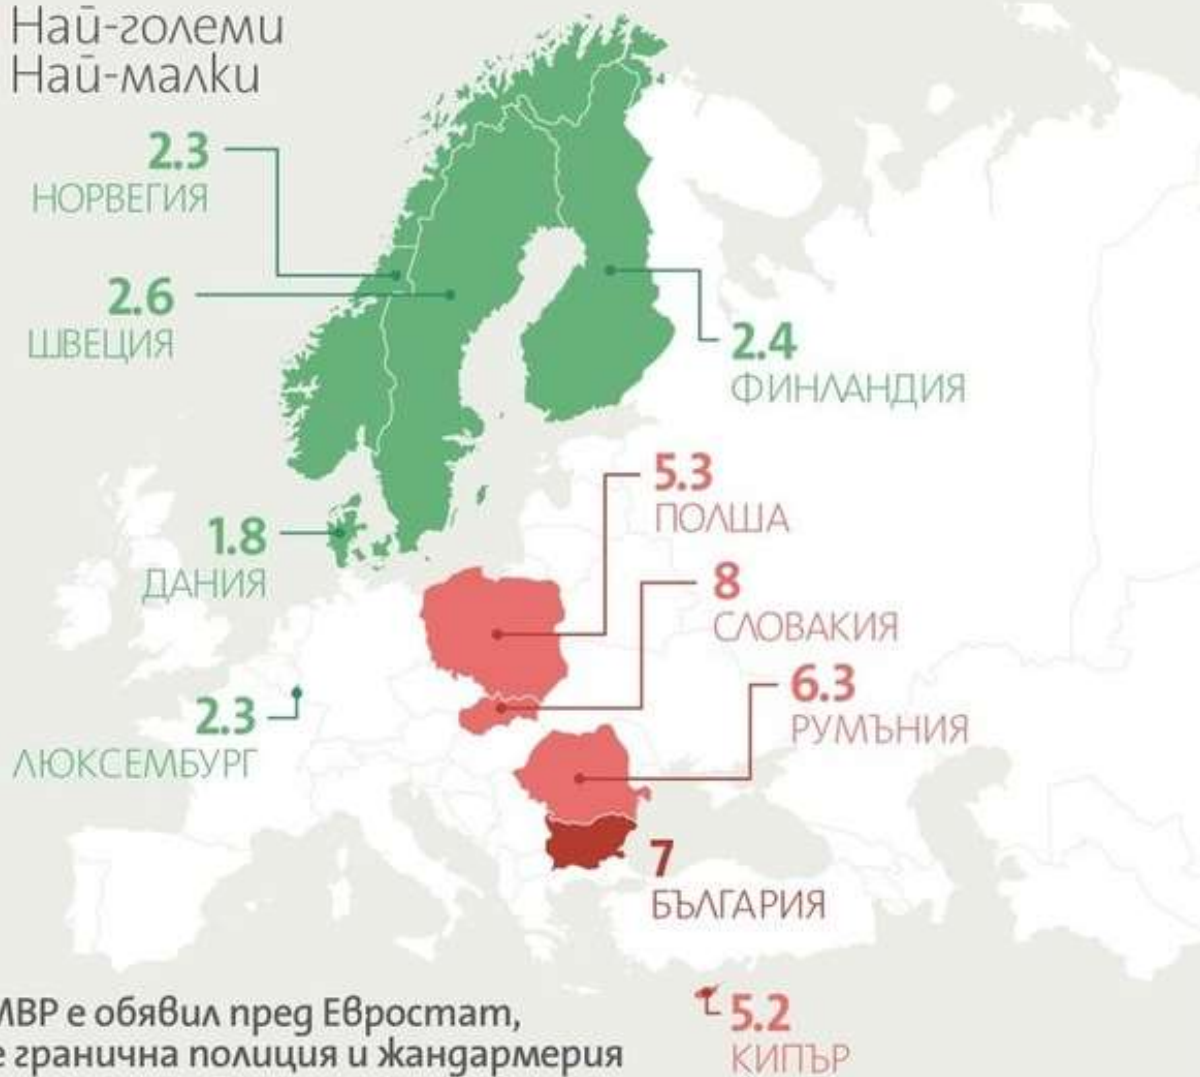 Най-големи
Най-малки
2.3
НОРВЕГИЯ
2.6
ШВЕЦИЯ
2.4
ФИНЛАНДИЯ
5.3
ПОЛША
1.8
ДАНИЯ
8
СЛОВАКИЯ
6.3
РУМЪНИЯ
2.3
ЛЮКСЕМБУРГ
7
БЪЛГАРИЯ
МВР е обявил пред Евростат,
е гранична полиция и жандармерия
5.2
КИПЪР